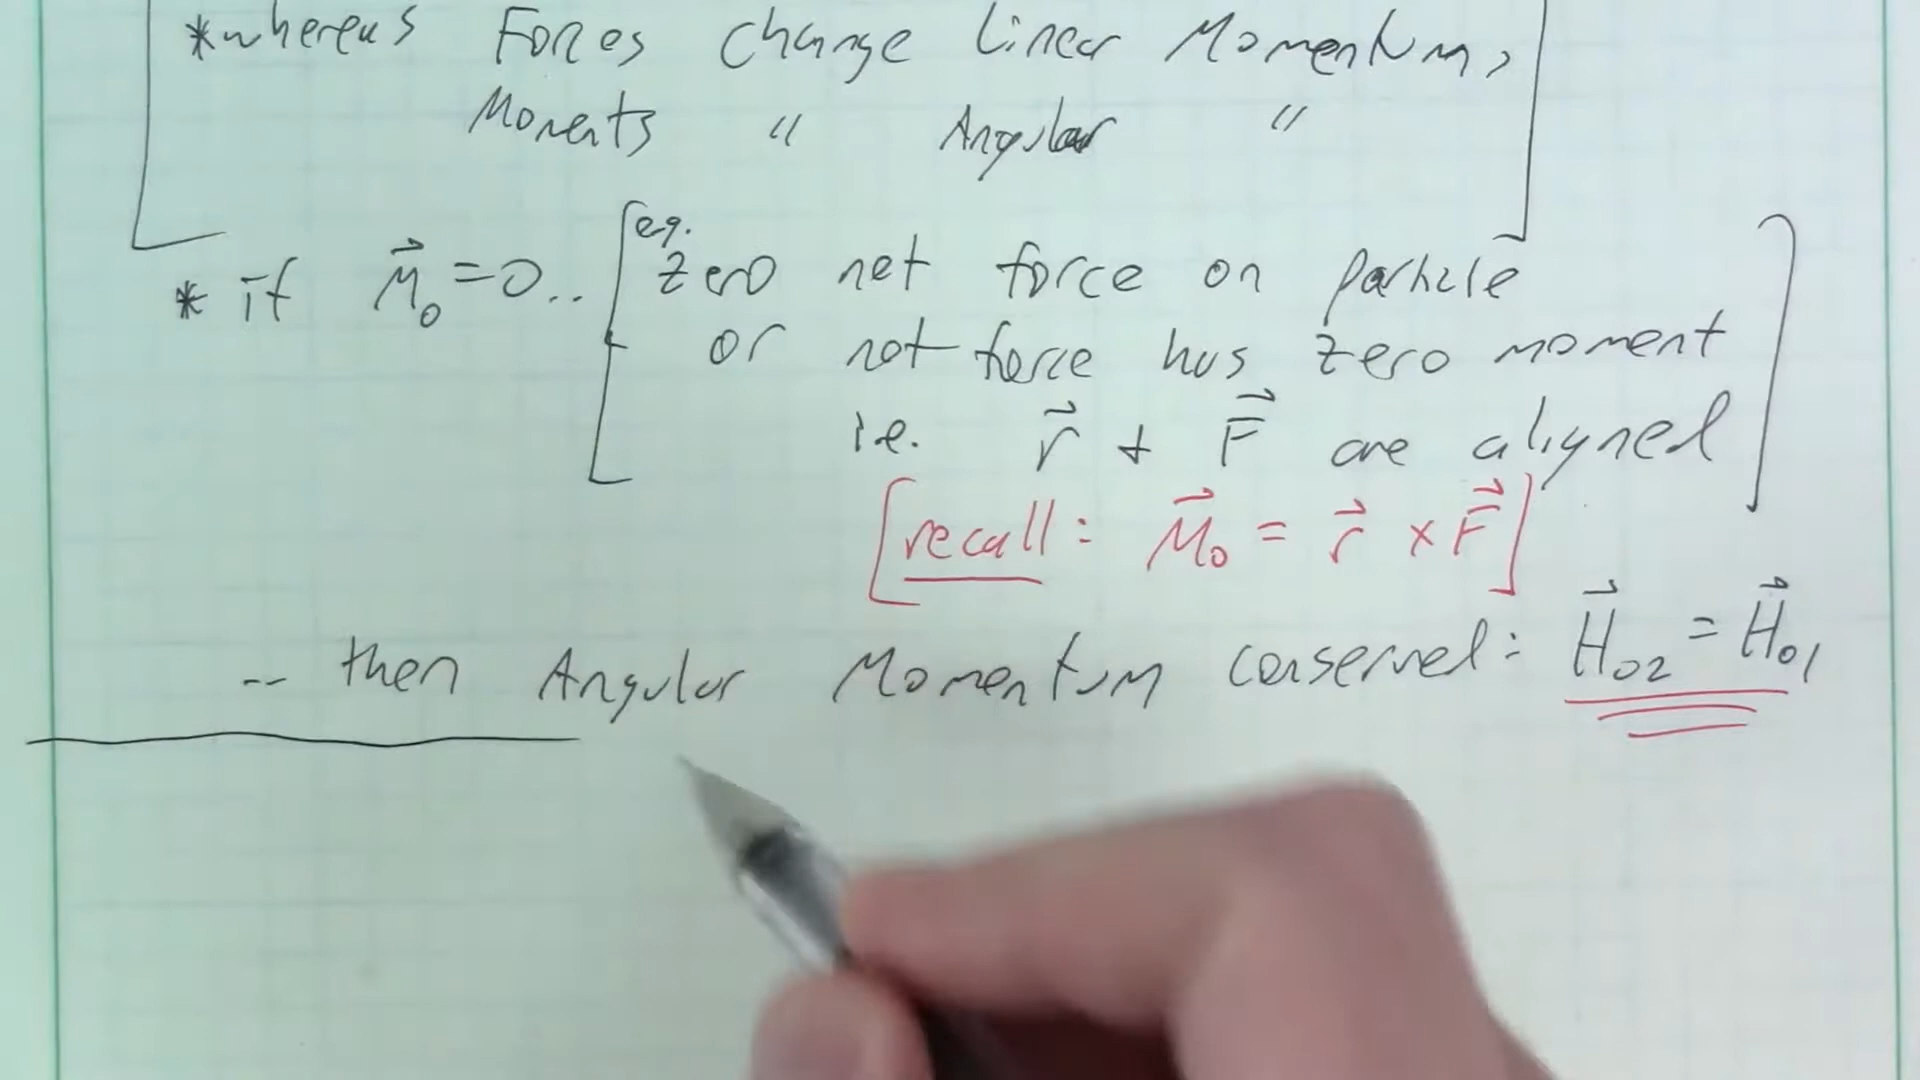 *whereas Forces change Linear Momentum,
Moments " Angular "
* if M⃗₀ = 0.. [eg. zero net force on particle
or net force has zero moment
i.e. r⃗ + F⃗ are aligned]
[recall: M⃗₀ = r⃗ × F⃗]
-- then Angular Momentum conserved: H⃗₀₂ = H⃗₀₁